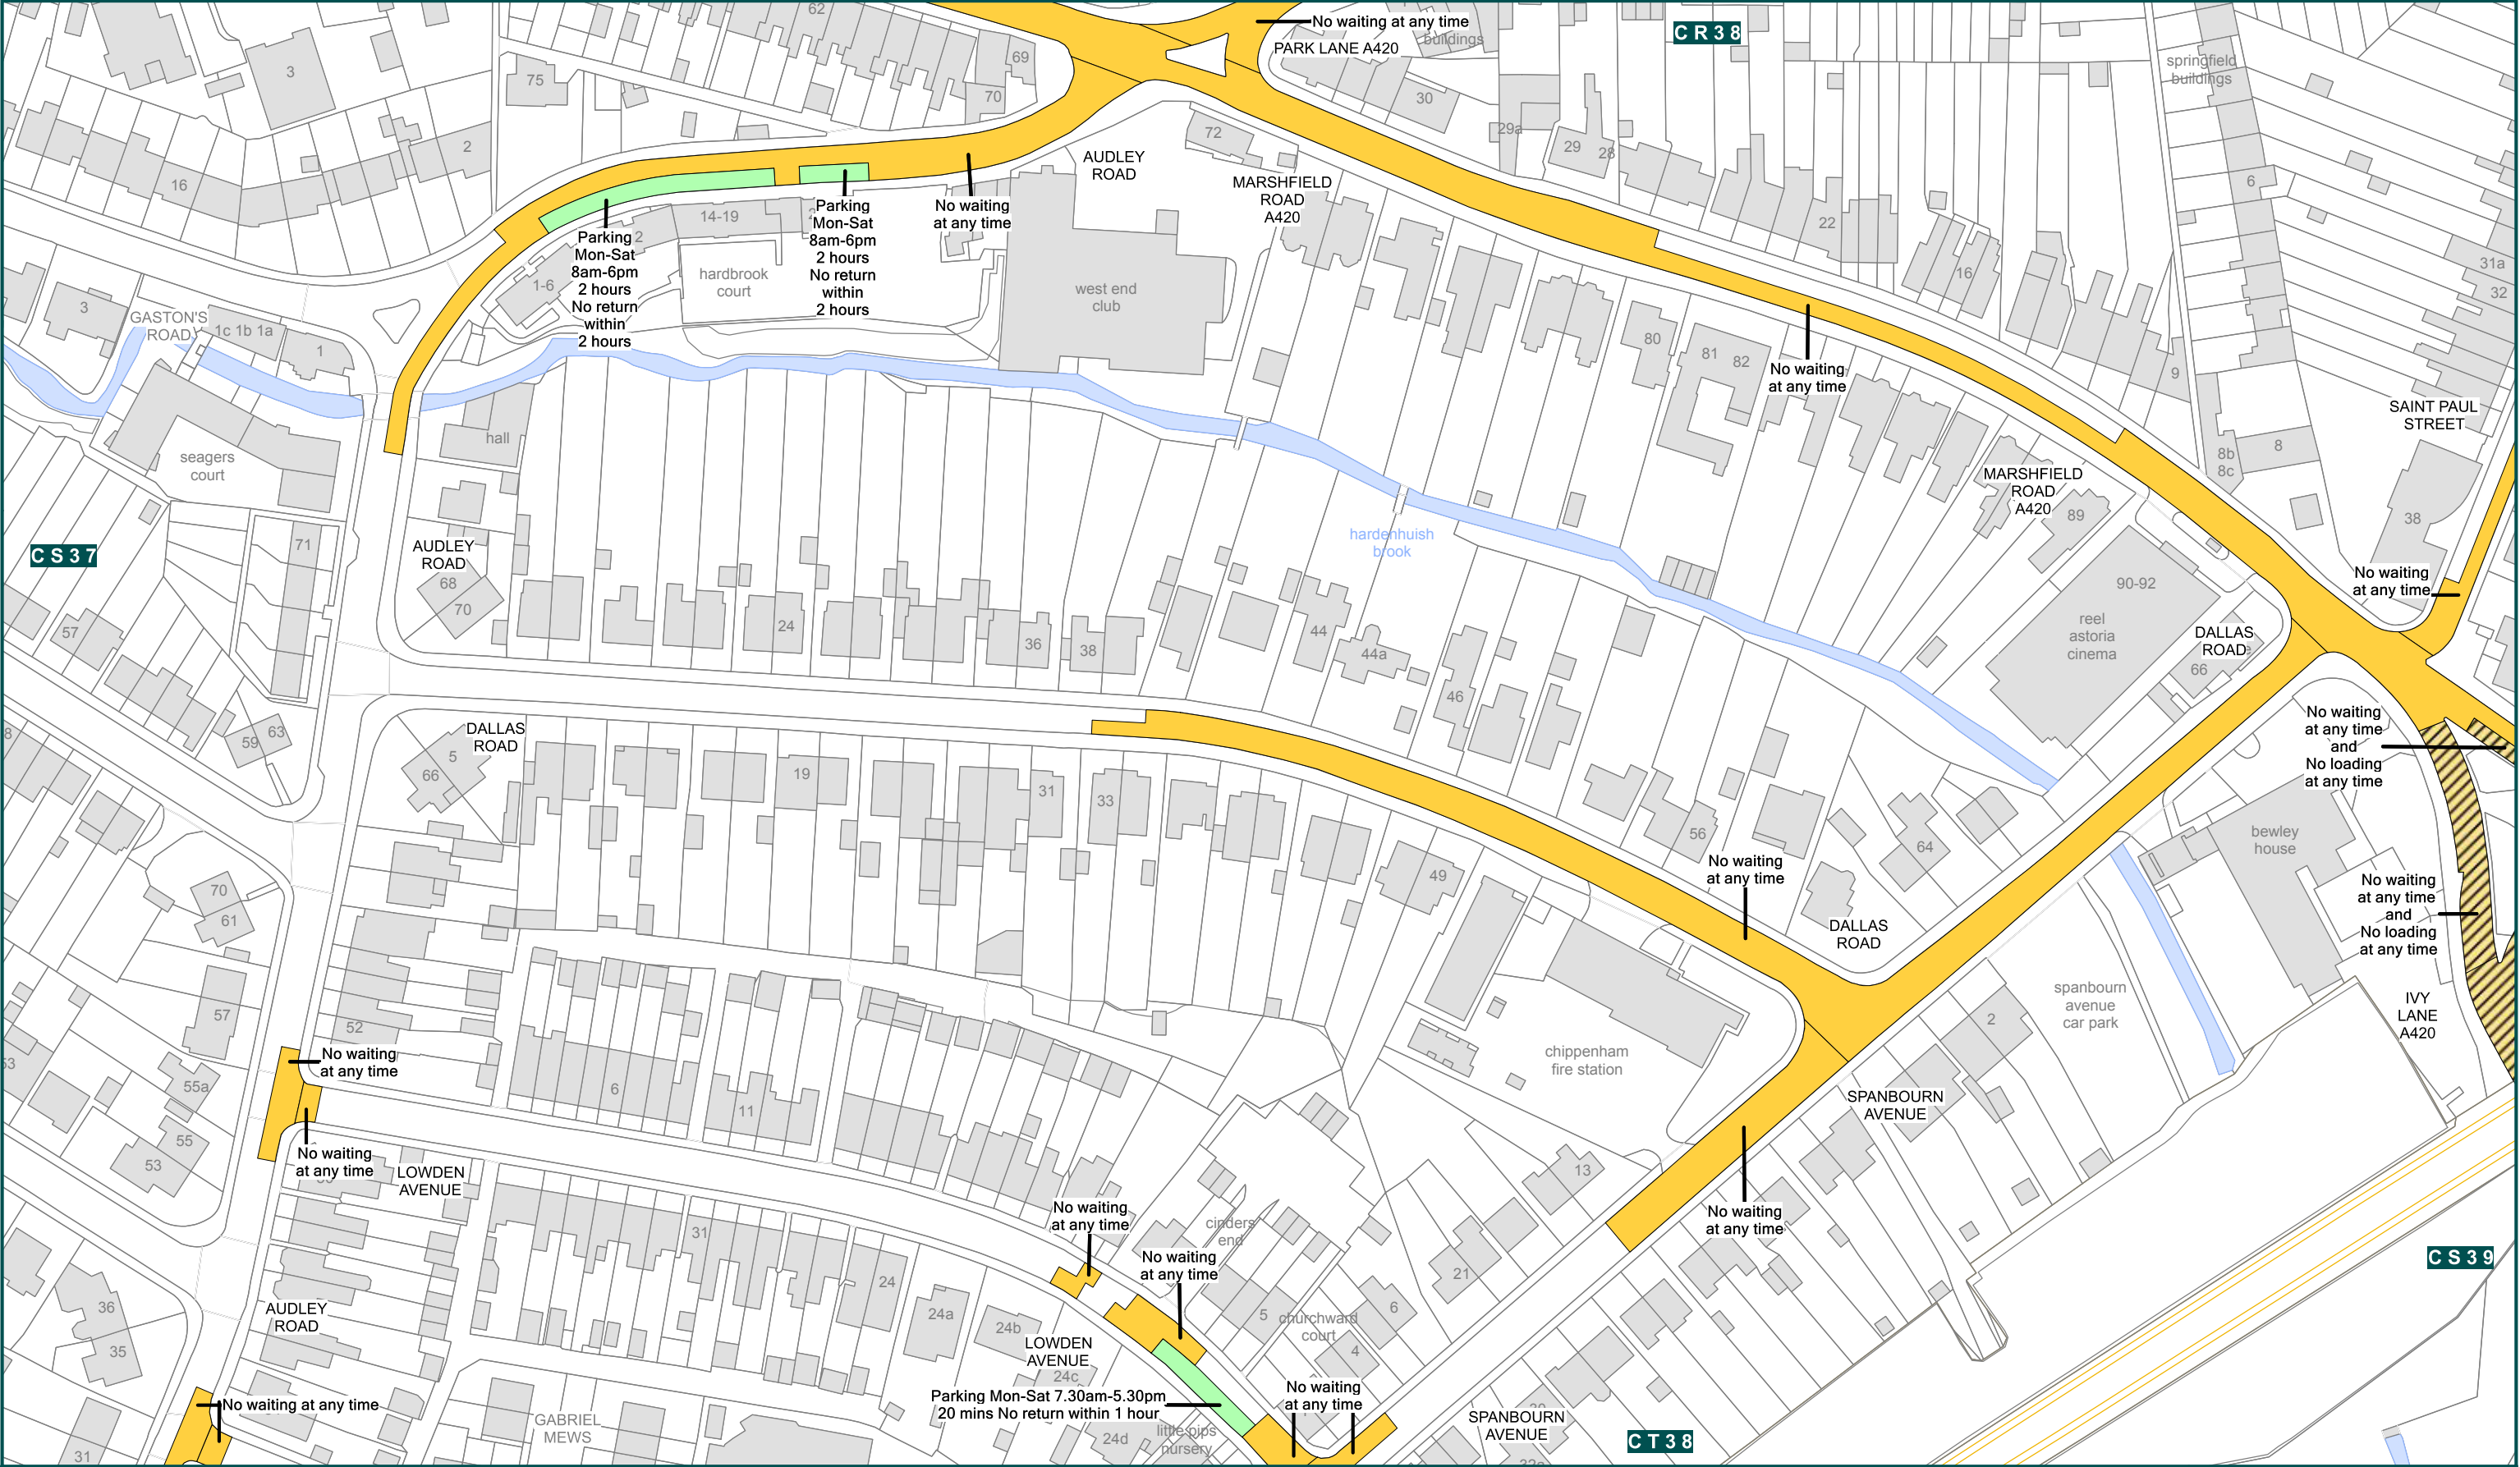 62
No waiting at any time
PARK LANE A420
buildings
CR38
springfield
buildings
3
75
69
70
30
29a
29
28
72
2
16
6
AUDLEY
ROAD
MARSHFIELD
ROAD
A420
No waiting
at any time
14-19
2
Parking
Mon-Sat
8am-6pm
2 hours
No return
within
2 hours
Parking
Mon-Sat
8am-6pm
2 hours
No return
within
2 hours
1-6
hardbrook
court
west end
club
22
16
31a
32
3
GASTON'S
ROAD
1c 1b 1a
1
80
81
82
No waiting
at any time
9
SAINT PAUL
STREET
hall
seagers
court
8b
8c
8
MARSHFIELD
ROAD
A420
89
38
hardenhuish
brook
71
CS37
AUDLEY
ROAD
68
70
90-92
No waiting
at any time
reel
astoria
cinema
DALLAS
ROAD
66
57
24
36
38
44
44a
46
59
63
8
DALLAS
ROAD
5
66
19
31
33
No waiting
at any time
and
No loading
at any time
56
64
bewley
house
49
No waiting
at any time
70
61
DALLAS
ROAD
No waiting
at any time
and
No loading
at any time
57
52
spanbourn
avenue
car park
2
IVY
LANE
A420
No waiting
at any time
53
55a
6
11
chippenham
fire station
SPANBOURN
AVENUE
55
53
No waiting
at any time
LOWDEN
AVENUE
13
No waiting
at any time
cinders
end
31
No waiting
at any time
No waiting
at any time
24
21
CS39
36
35
AUDLEY
ROAD
24a
24b
LOWDEN
AVENUE
24c
5
churchward
court
6
4
No waiting at any time
Parking Mon-Sat 7.30am-5.30pm
20 mins No return within 1 hour
No waiting
at any time
GABRIEL
MEWS
24d
little pips
nursery
SPANBOURN
AVENUE
CT38
31